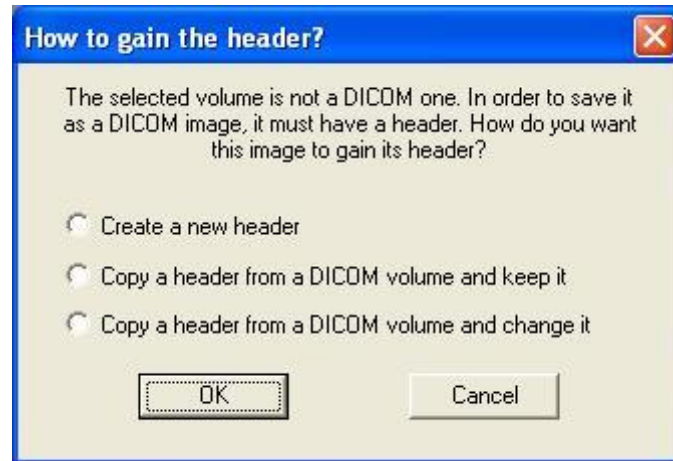 How to gain the header?
The selected volume is not a DICOM one. In order to save it
as a DICOM image, it must have a header. How do you want
this image to gain its header?
Create a new header
Copy a header from a DICOM volume and keep it
Copy a header from a DICOM volume and change it
OK
Cancel